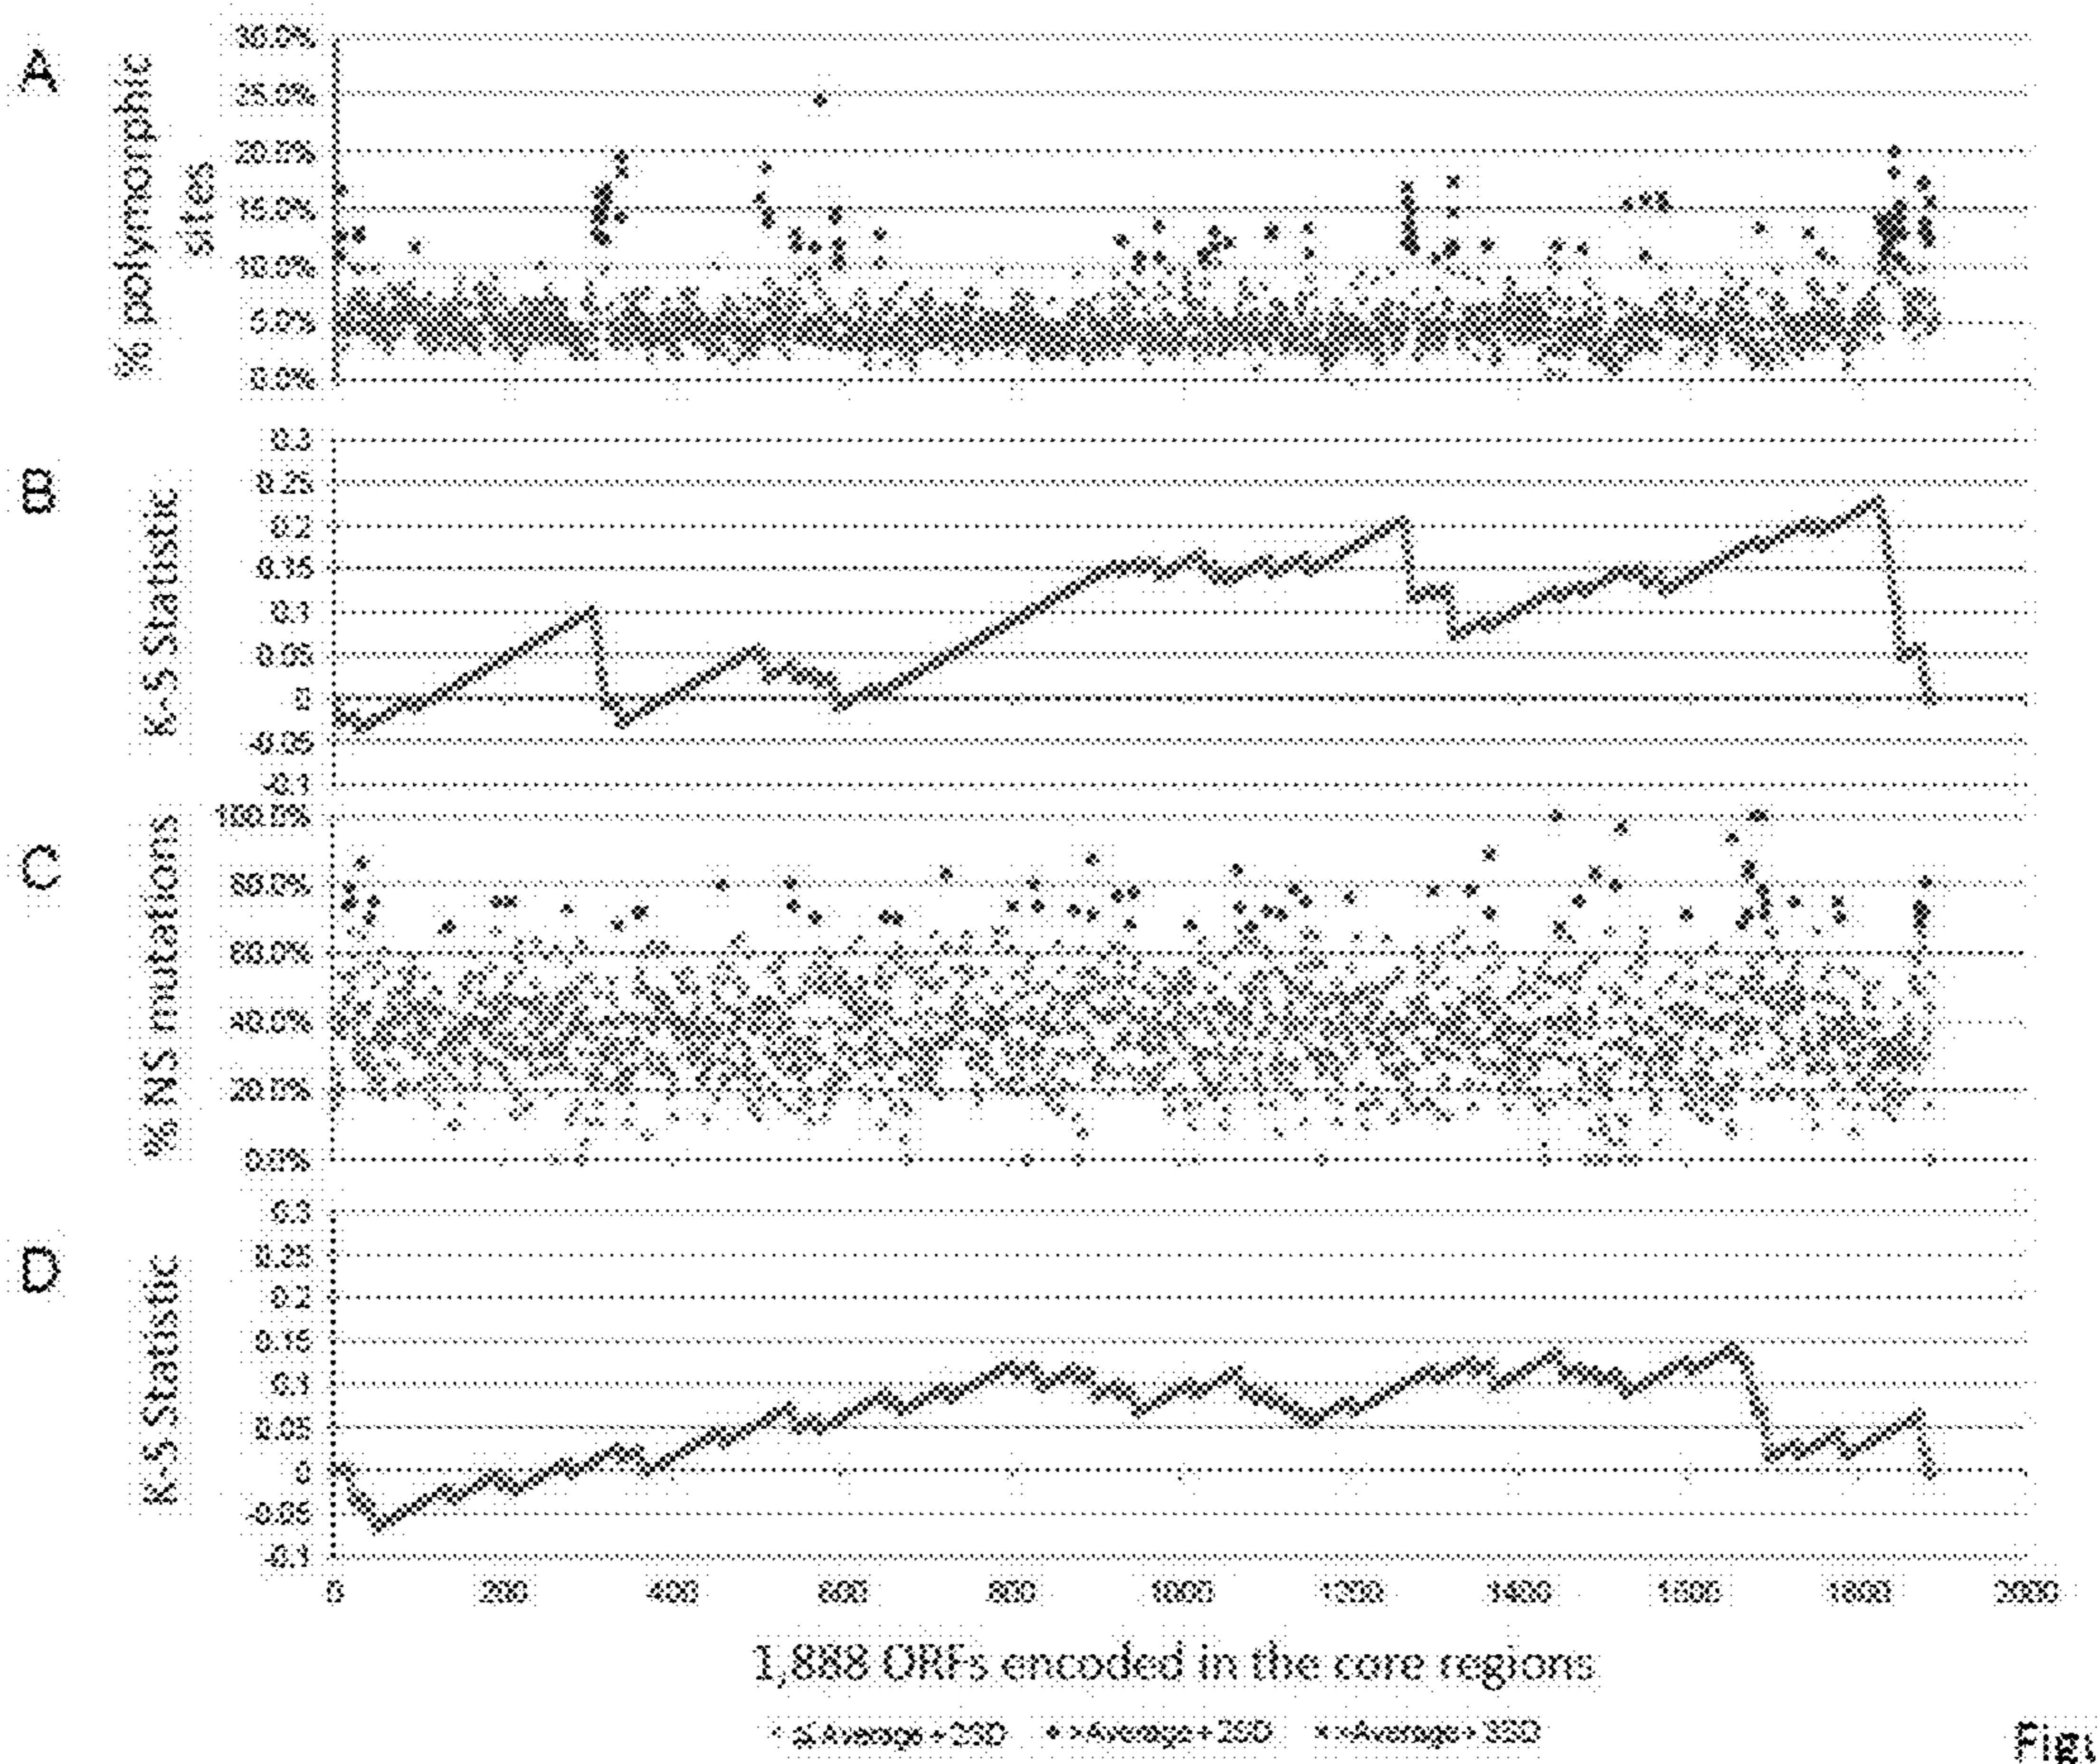 A
% polymorphic
sites
30.0%
25.0%
20.0%
15.0%
10.0%
5.0%
0.0%
B
K-S Statistic
0.3
0.25
0.2
0.15
0.1
0.05
0
-0.05
-0.1
C
% NS mutations
100.0%
80.0%
60.0%
40.0%
20.0%
0.0%
D
K-S Statistic
0.3
0.25
0.2
0.15
0.1
0.05
0
-0.05
-0.1
0 200 400 600 800 1000 1200 1400 1600 1800 2000
1,888 ORFs encoded in the core regions
≤Average+2SD >Average+2SD >Average+3SD
Fig